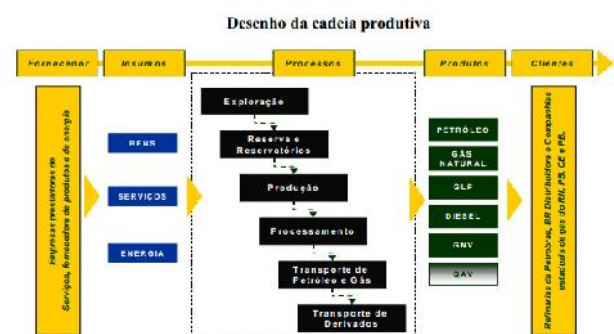 Desenho da cadeia produtiva
Fornecedor
Insumos
Processos
Produtos
Clientes
Empresas prestadoras de
Serviços, fornecedora de produtos e de energia
BENS
SERVIÇOS
ENERGIA
Exploração
Reserva e
Reservatórios
Produção
Processamento
Transporte de
Petróleo e Gás
Transporte de
Derivados
PETRÓLEO
GÁS
NATURAL
GLP
DIESEL
GNV
QAV
Refinarias da Petrobras, BR Distribuidora e Companhias
estaduais de gás do RN, PB, CE e PE.